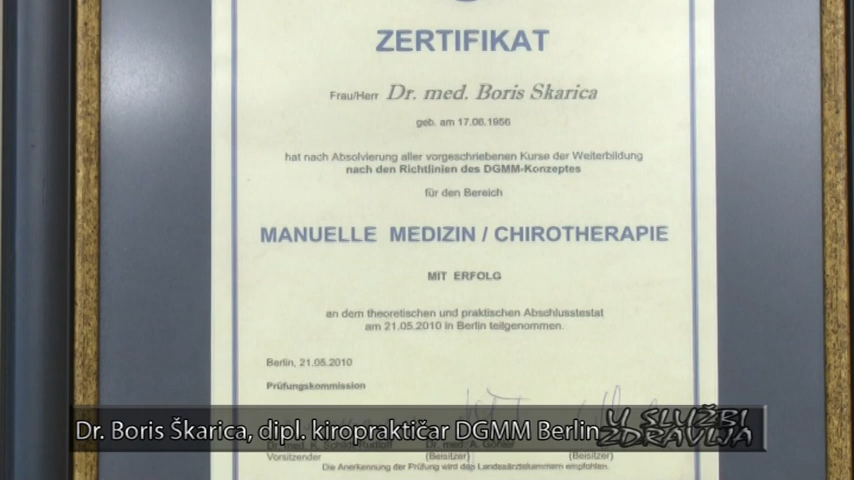 ZERTIFIKAT
Frau/Herr Dr. med. Boris Skarica
geb. am 17.06.1956
hat nach Absolvierung aller vorgeschriebenen Kurse der Weiterbildung
nach den Richtlinien des DGMM-Konzeptes
für den Bereich
MANUELLE MEDIZIN / CHIROTHERAPIE
MIT ERFOLG
an dem theoretischen und praktischen Abschlusstestat
am 21.05.2010 in Berlin teilgenommen.
Berlin, 21.05.2010
Prüfungskommission
Dr. Boris Škarica, dipl. kiropraktičar DGMM Berlin
U SLUŽBI
ZDRAVLJA
Vorsitzender (Beisitzer) (Beisitzer)
Die Anerkennung der Prüfung wird den Landesärztekammern empfohlen.